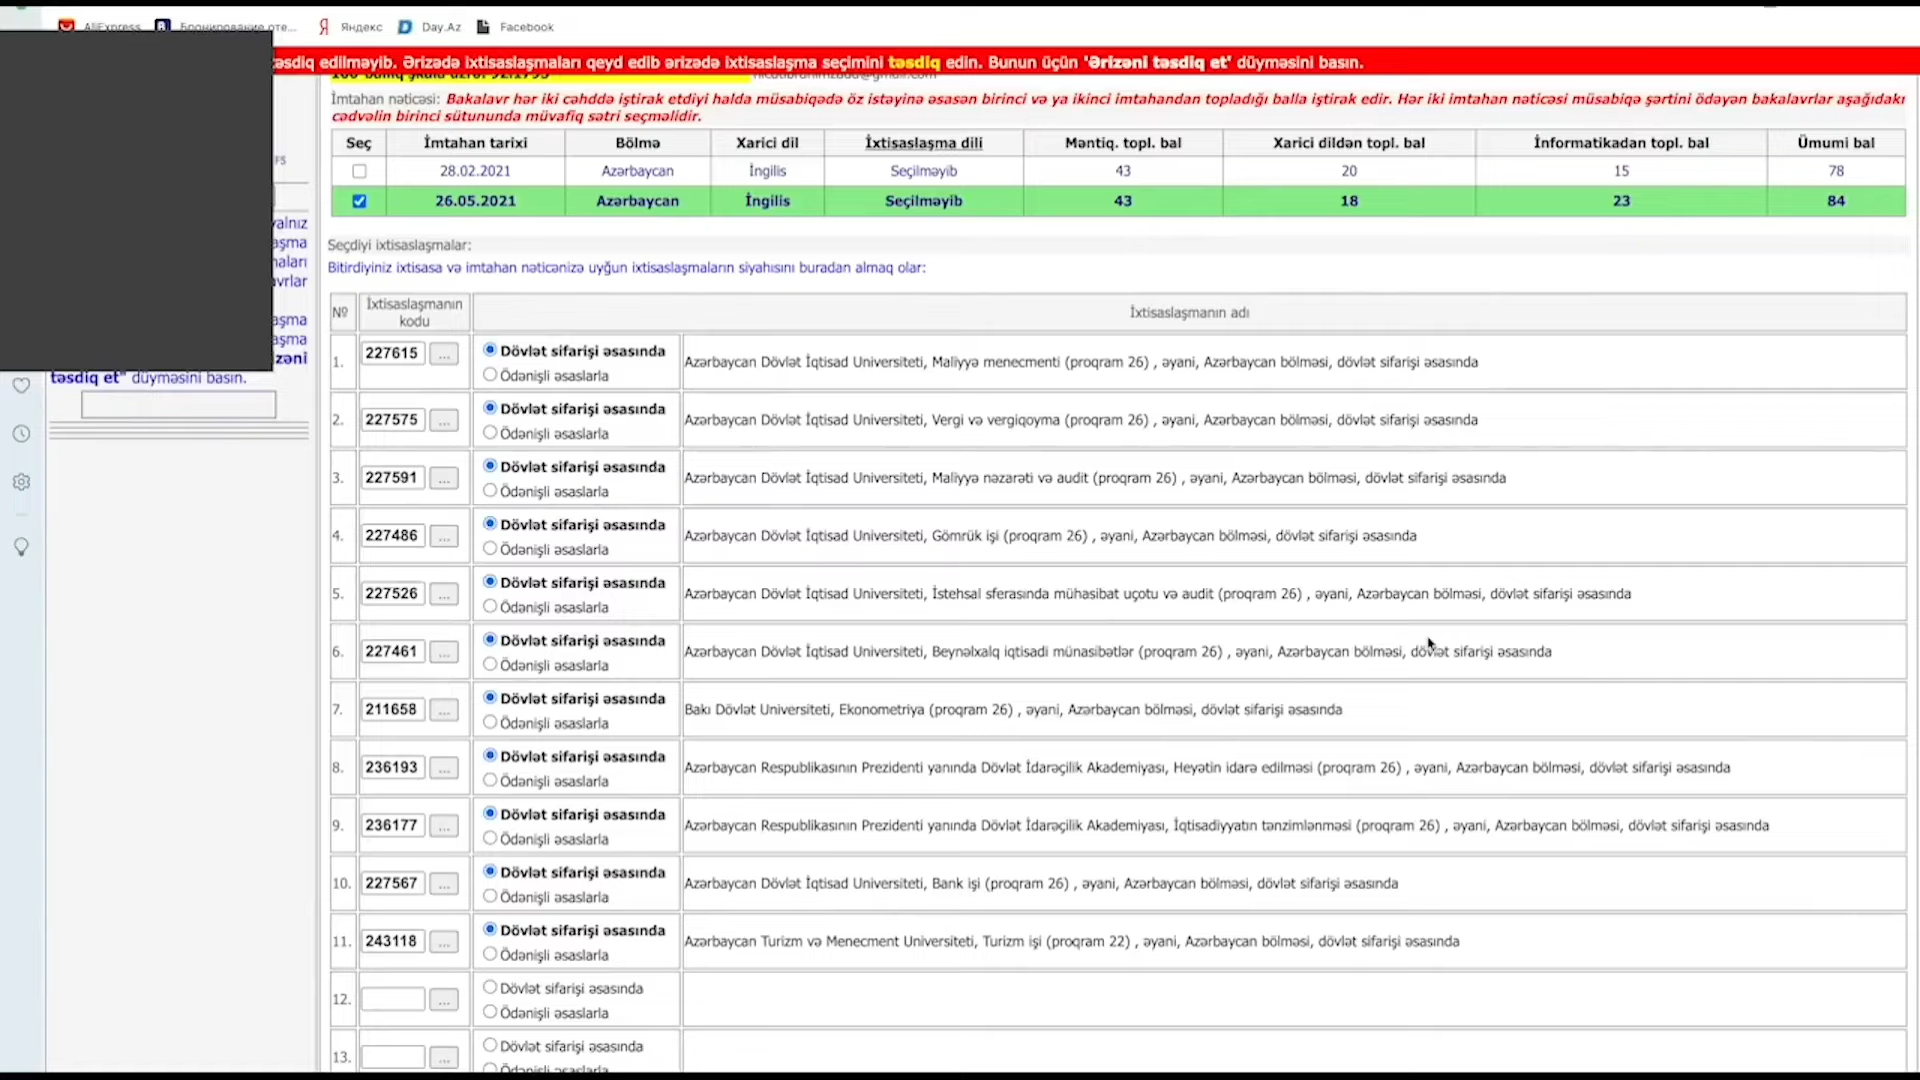 AliExpress Бронирование оте... Яндекс Day.Az Facebook
təsdiq edilməyib. Ərizədə ixtisaslaşmaları qeyd edib ərizədə ixtisaslaşma seçimini təsdiq edin. Bunun üçün 'Ərizəni təsdiq et' düyməsini basın.
İmtahan nəticəsi: Bakalavr hər iki cəhddə iştirak etdiyi halda müsabiqədə öz istəyinə əsasən birinci və ya ikinci imtahandan topladığı balla iştirak edir. Hər iki imtahan nəticəsi müsabiqə şərtini ödəyən bakalavrlar aşağıdakı
cədvəlin birinci sütununda müvafiq sətri seçməlidir.
Seç İmtahan tarixi Bölmə Xarici dil İxtisaslaşma dili Məntiq. topl. bal Xarici dildən topl. bal İnformatikadan topl. bal Ümumi bal
28.02.2021 Azərbaycan İngilis Seçilməyib 43 20 15 78
26.05.2021 Azərbaycan İngilis Seçilməyib 43 18 23 84
F5
yalnız
aşma
maları
avrlar
aşma
aşma
zəni
təsdiq et" düyməsini basın.
Seçdiyi ixtisaslaşmalar:
Bitirdiyiniz ixtisasa və imtahan nəticənizə uyğun ixtisaslaşmaların siyahısını buradan almaq olar:
Nº İxtisaslaşmanın kodu İxtisaslaşmanın adı
1. 227615 ... Dövlət sifarişi əsasında Azərbaycan Dövlət İqtisad Universiteti, Maliyyə menecmenti (proqram 26) , əyani, Azərbaycan bölməsi, dövlət sifarişi əsasında
Ödənişli əsaslarla
2. 227575 ... Dövlət sifarişi əsasında Azərbaycan Dövlət İqtisad Universiteti, Vergi və vergiqoyma (proqram 26) , əyani, Azərbaycan bölməsi, dövlət sifarişi əsasında
Ödənişli əsaslarla
3. 227591 ... Dövlət sifarişi əsasında Azərbaycan Dövlət İqtisad Universiteti, Maliyyə nəzarəti və audit (proqram 26) , əyani, Azərbaycan bölməsi, dövlət sifarişi əsasında
Ödənişli əsaslarla
4. 227486 ... Dövlət sifarişi əsasında Azərbaycan Dövlət İqtisad Universiteti, Gömrük işi (proqram 26) , əyani, Azərbaycan bölməsi, dövlət sifarişi əsasında
Ödənişli əsaslarla
5. 227526 ... Dövlət sifarişi əsasında Azərbaycan Dövlət İqtisad Universiteti, İstehsal sferasında mühasibat uçotu və audit (proqram 26) , əyani, Azərbaycan bölməsi, dövlət sifarişi əsasında
Ödənişli əsaslarla
6. 227461 ... Dövlət sifarişi əsasında Azərbaycan Dövlət İqtisad Universiteti, Beynəlxalq iqtisadi münasibətlər (proqram 26) , əyani, Azərbaycan bölməsi, dövlət sifarişi əsasında
Ödənişli əsaslarla
7. 211658 ... Dövlət sifarişi əsasında Bakı Dövlət Universiteti, Ekonometriya (proqram 26) , əyani, Azərbaycan bölməsi, dövlət sifarişi əsasında
Ödənişli əsaslarla
8. 236193 ... Dövlət sifarişi əsasında Azərbaycan Respublikasının Prezidenti yanında Dövlət İdarəçilik Akademiyası, Heyətin idarə edilməsi (proqram 26) , əyani, Azərbaycan bölməsi, dövlət sifarişi əsasında
Ödənişli əsaslarla
9. 236177 ... Dövlət sifarişi əsasında Azərbaycan Respublikasının Prezidenti yanında Dövlət İdarəçilik Akademiyası, İqtisadiyyatın tənzimlənməsi (proqram 26) , əyani, Azərbaycan bölməsi, dövlət sifarişi əsasında
Ödənişli əsaslarla
10. 227567 ... Dövlət sifarişi əsasında Azərbaycan Dövlət İqtisad Universiteti, Bank işi (proqram 26) , əyani, Azərbaycan bölməsi, dövlət sifarişi əsasında
Ödənişli əsaslarla
11. 243118 ... Dövlət sifarişi əsasında Azərbaycan Turizm və Menecment Universiteti, Turizm işi (proqram 22) , əyani, Azərbaycan bölməsi, dövlət sifarişi əsasında
Ödənişli əsaslarla
12. ... Dövlət sifarişi əsasında
Ödənişli əsaslarla
13. ... Dövlət sifarişi əsasında
Ödənişli əsaslarla